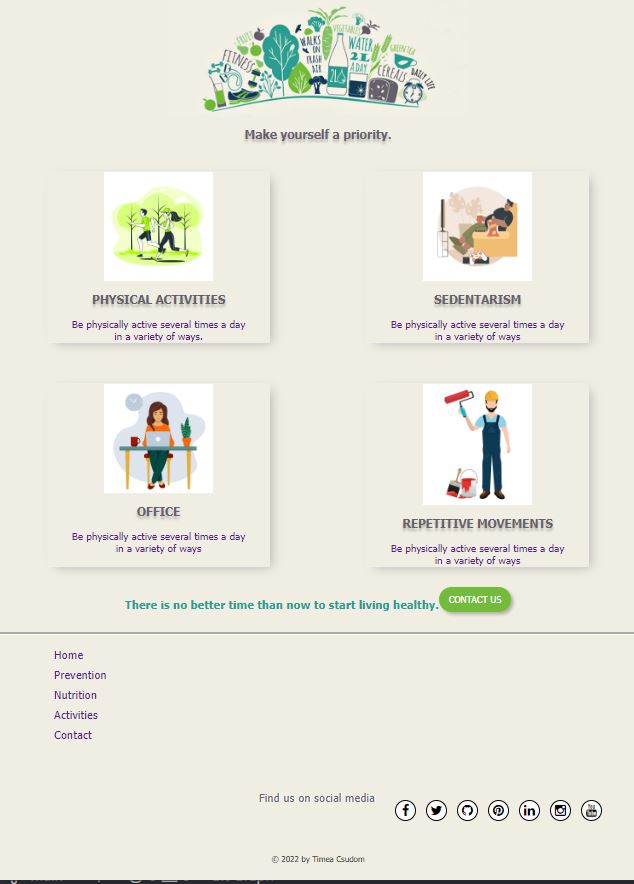 FRUIT
FITNESS
WALKS
ON
FRASH
AIR
VEGETABLES
WATER
2L
A DAY
2L
GREEN TEA
CEREALS
DAILY LIFE
Make yourself a priority.
PHYSICAL ACTIVITIES
Be physically active several times a day
in a variety of ways.
SEDENTARISM
Be physically active several times a day
in a variety of ways
OFFICE
Be physically active several times a day
in a variety of ways
REPETITIVE MOVEMENTS
Be physically active several times a day
in a variety of ways
There is no better time than now to start living healthy.
CONTACT US
Home
Prevention
Nutrition
Activities
Contact
Find us on social media
© 2022 by Timea Csudom